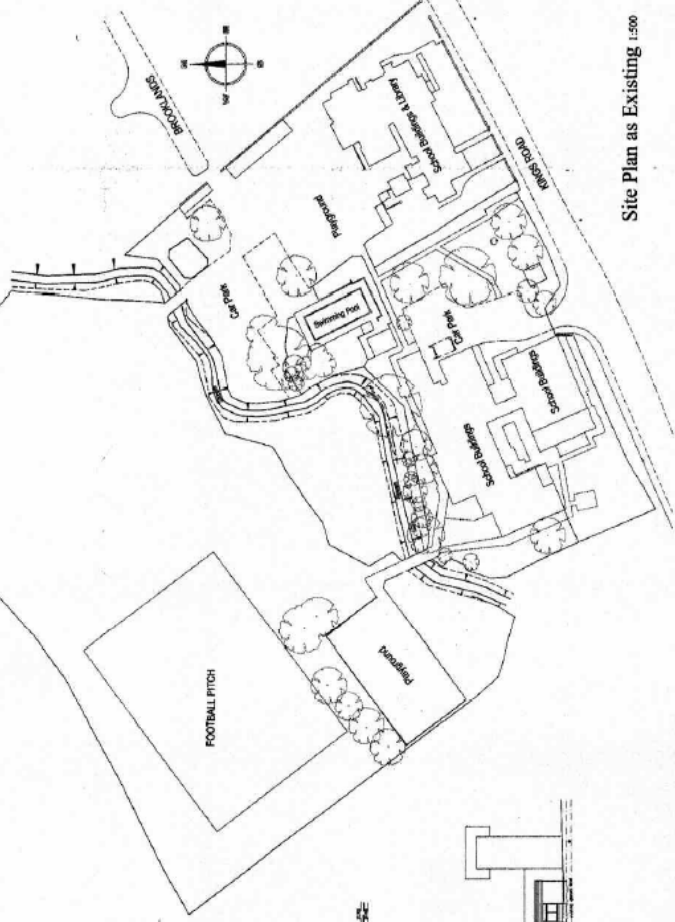 BROOKLANDS
School Buildings & Library
Playground
KINGS ROAD
Car Park
Swimming Pool
Car Park
School Buildings
School Buildings
FOOTBALL PITCH
Playground
Site Plan as Existing 1:500